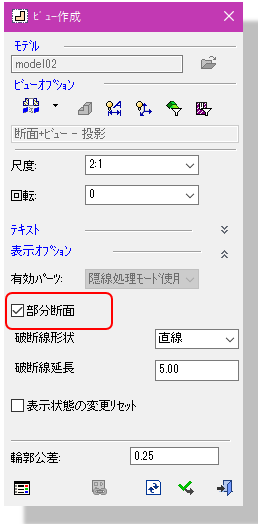 ビュー作成
モデル
model02
ビューオプション
断面+ビュー - 投影
尺度: 2:1
回転: 0
テキスト
表示オプション
有効パーツ: 隠線処理モード使用
部分断面
破断線形状 直線
破断線延長 5.00
表示状態の変更リセット
輪郭公差: 0.25